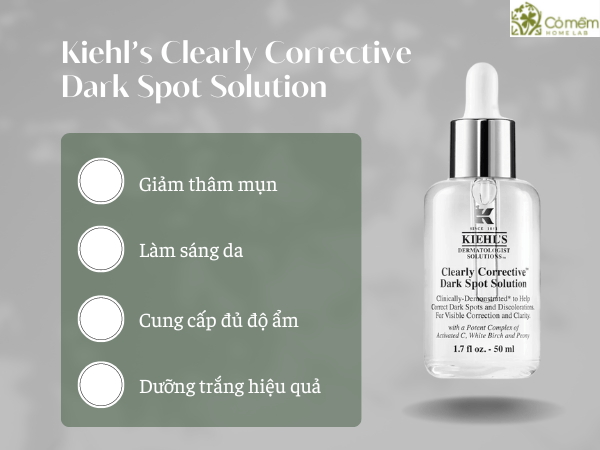 Cỏ mềm
HOME LAB
Kiehl's Clearly Corrective
Dark Spot Solution
Giảm thâm mụn
Làm sáng da
Cung cấp đủ độ ẩm
Dưỡng trắng hiệu quả
K
SINCE 1851
KIEHL'S
DERMATOLOGIST
SOLUTIONS™
Clearly Corrective™
Dark Spot Solution
Clinically-Demonstrated* to Help
Correct Dark Spots and Discolorations.
For Visible Correction and Clarity.
with a Potent Complex of
Activated C, White Birch and Peony
1.7 fl. oz. - 50 ml